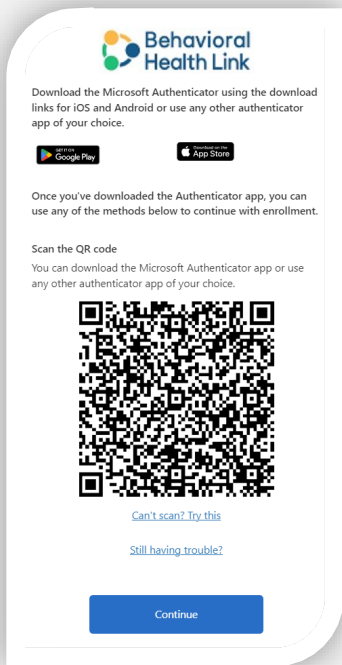 Behavioral
Health Link
Download the Microsoft Authenticator using the download
links for iOS and Android or use any other authenticator
app of your choice.
GET IT ON
Google Play
Download on the
App Store
Once you've downloaded the Authenticator app, you can
use any of the methods below to continue with enrollment.
Scan the QR code
You can download the Microsoft Authenticator app or use
any other authenticator app of your choice.
Can't scan? Try this
Still having trouble?
Continue